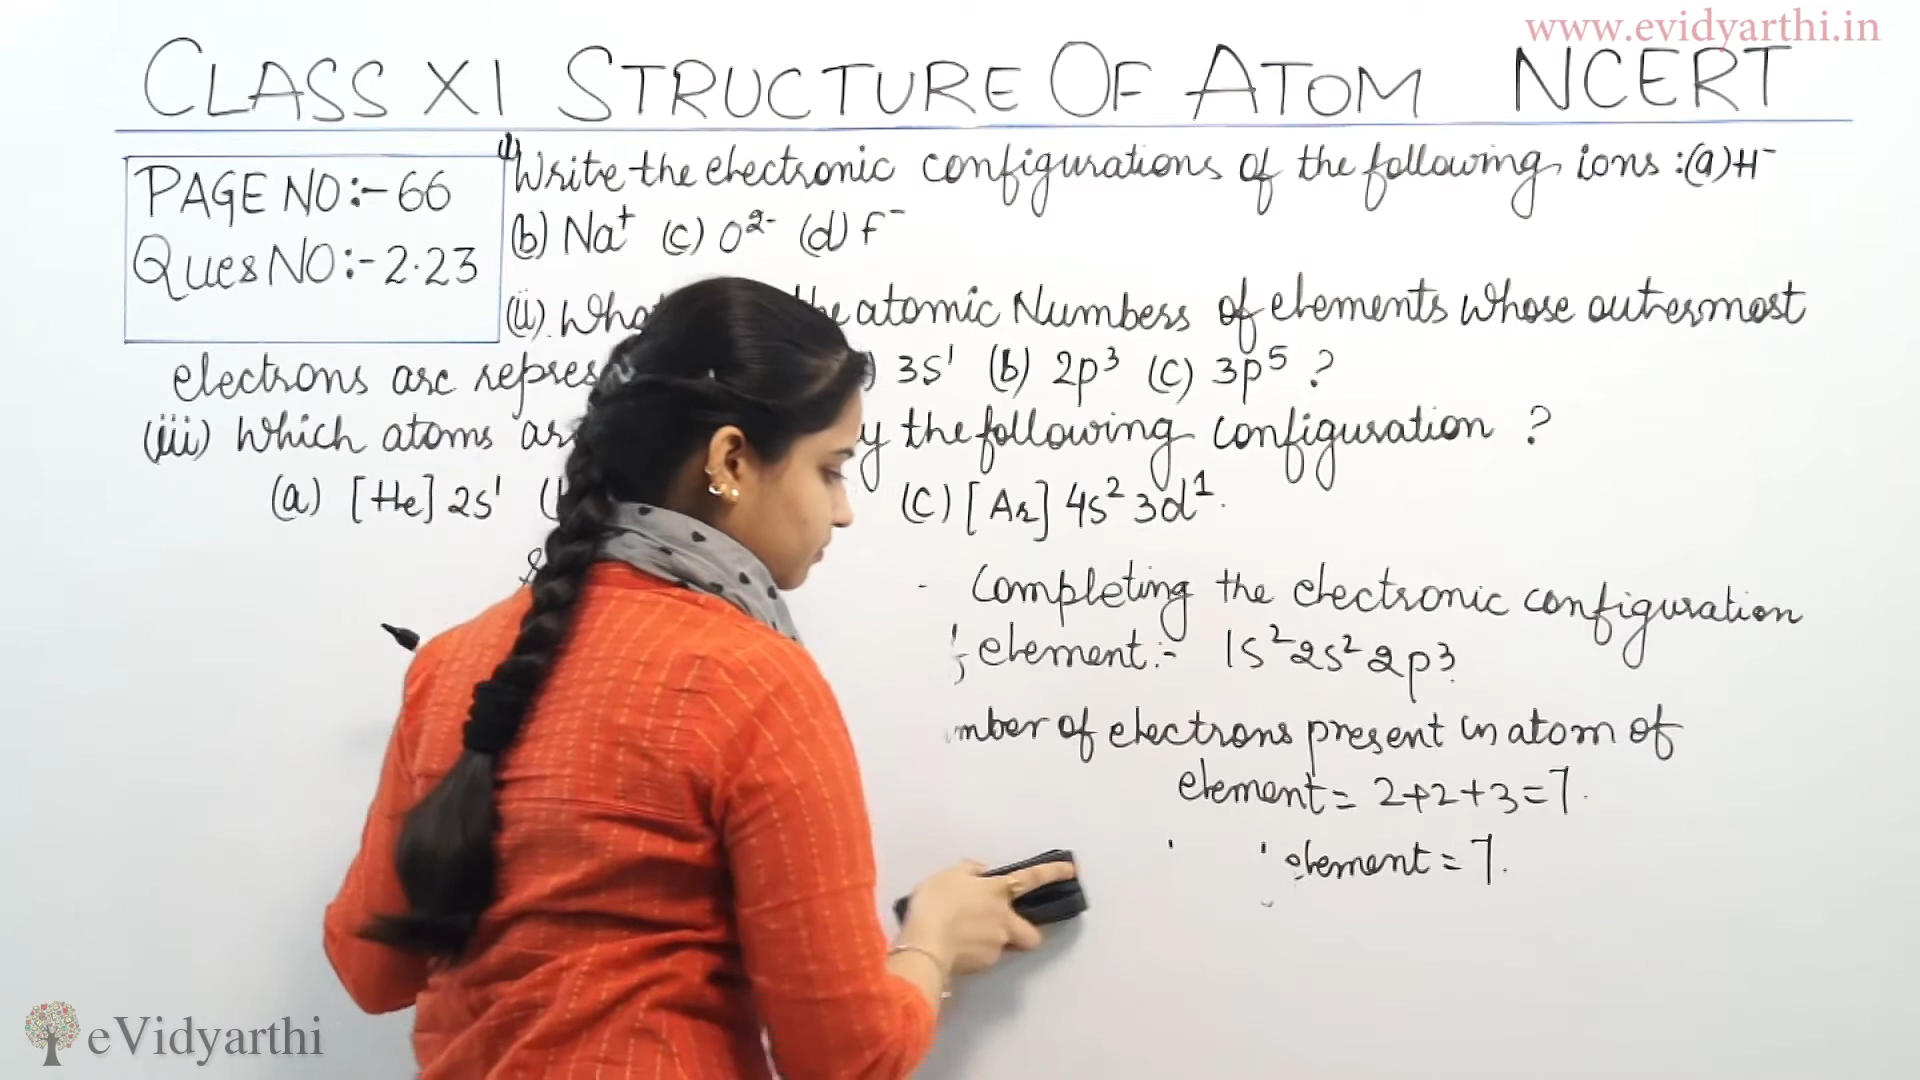 www.evidyarthi.in
CLASS XI STRUCTURE OF ATOM NCERT
PAGE NO:-66
QUES NO:-2.23
i) Write the electronic configurations of the following ions :(a) H⁻
(b) Na⁺ (c) O²⁻ (d) F⁻
(ii). the atomic Numbers of elements whose outermost
electrons are 3s¹ (b) 2p³ (c) 3p⁵ ?
(iii) Which atoms the following configuration ?
(a) [He] 2s¹ (c) [Ar] 4s² 3d¹.
Completing the electronic configuration
element:- 1s² 2s² 2p³
of electrons present in atom of
element = 2+2+3=7.
element = 7.
eVidyarthi